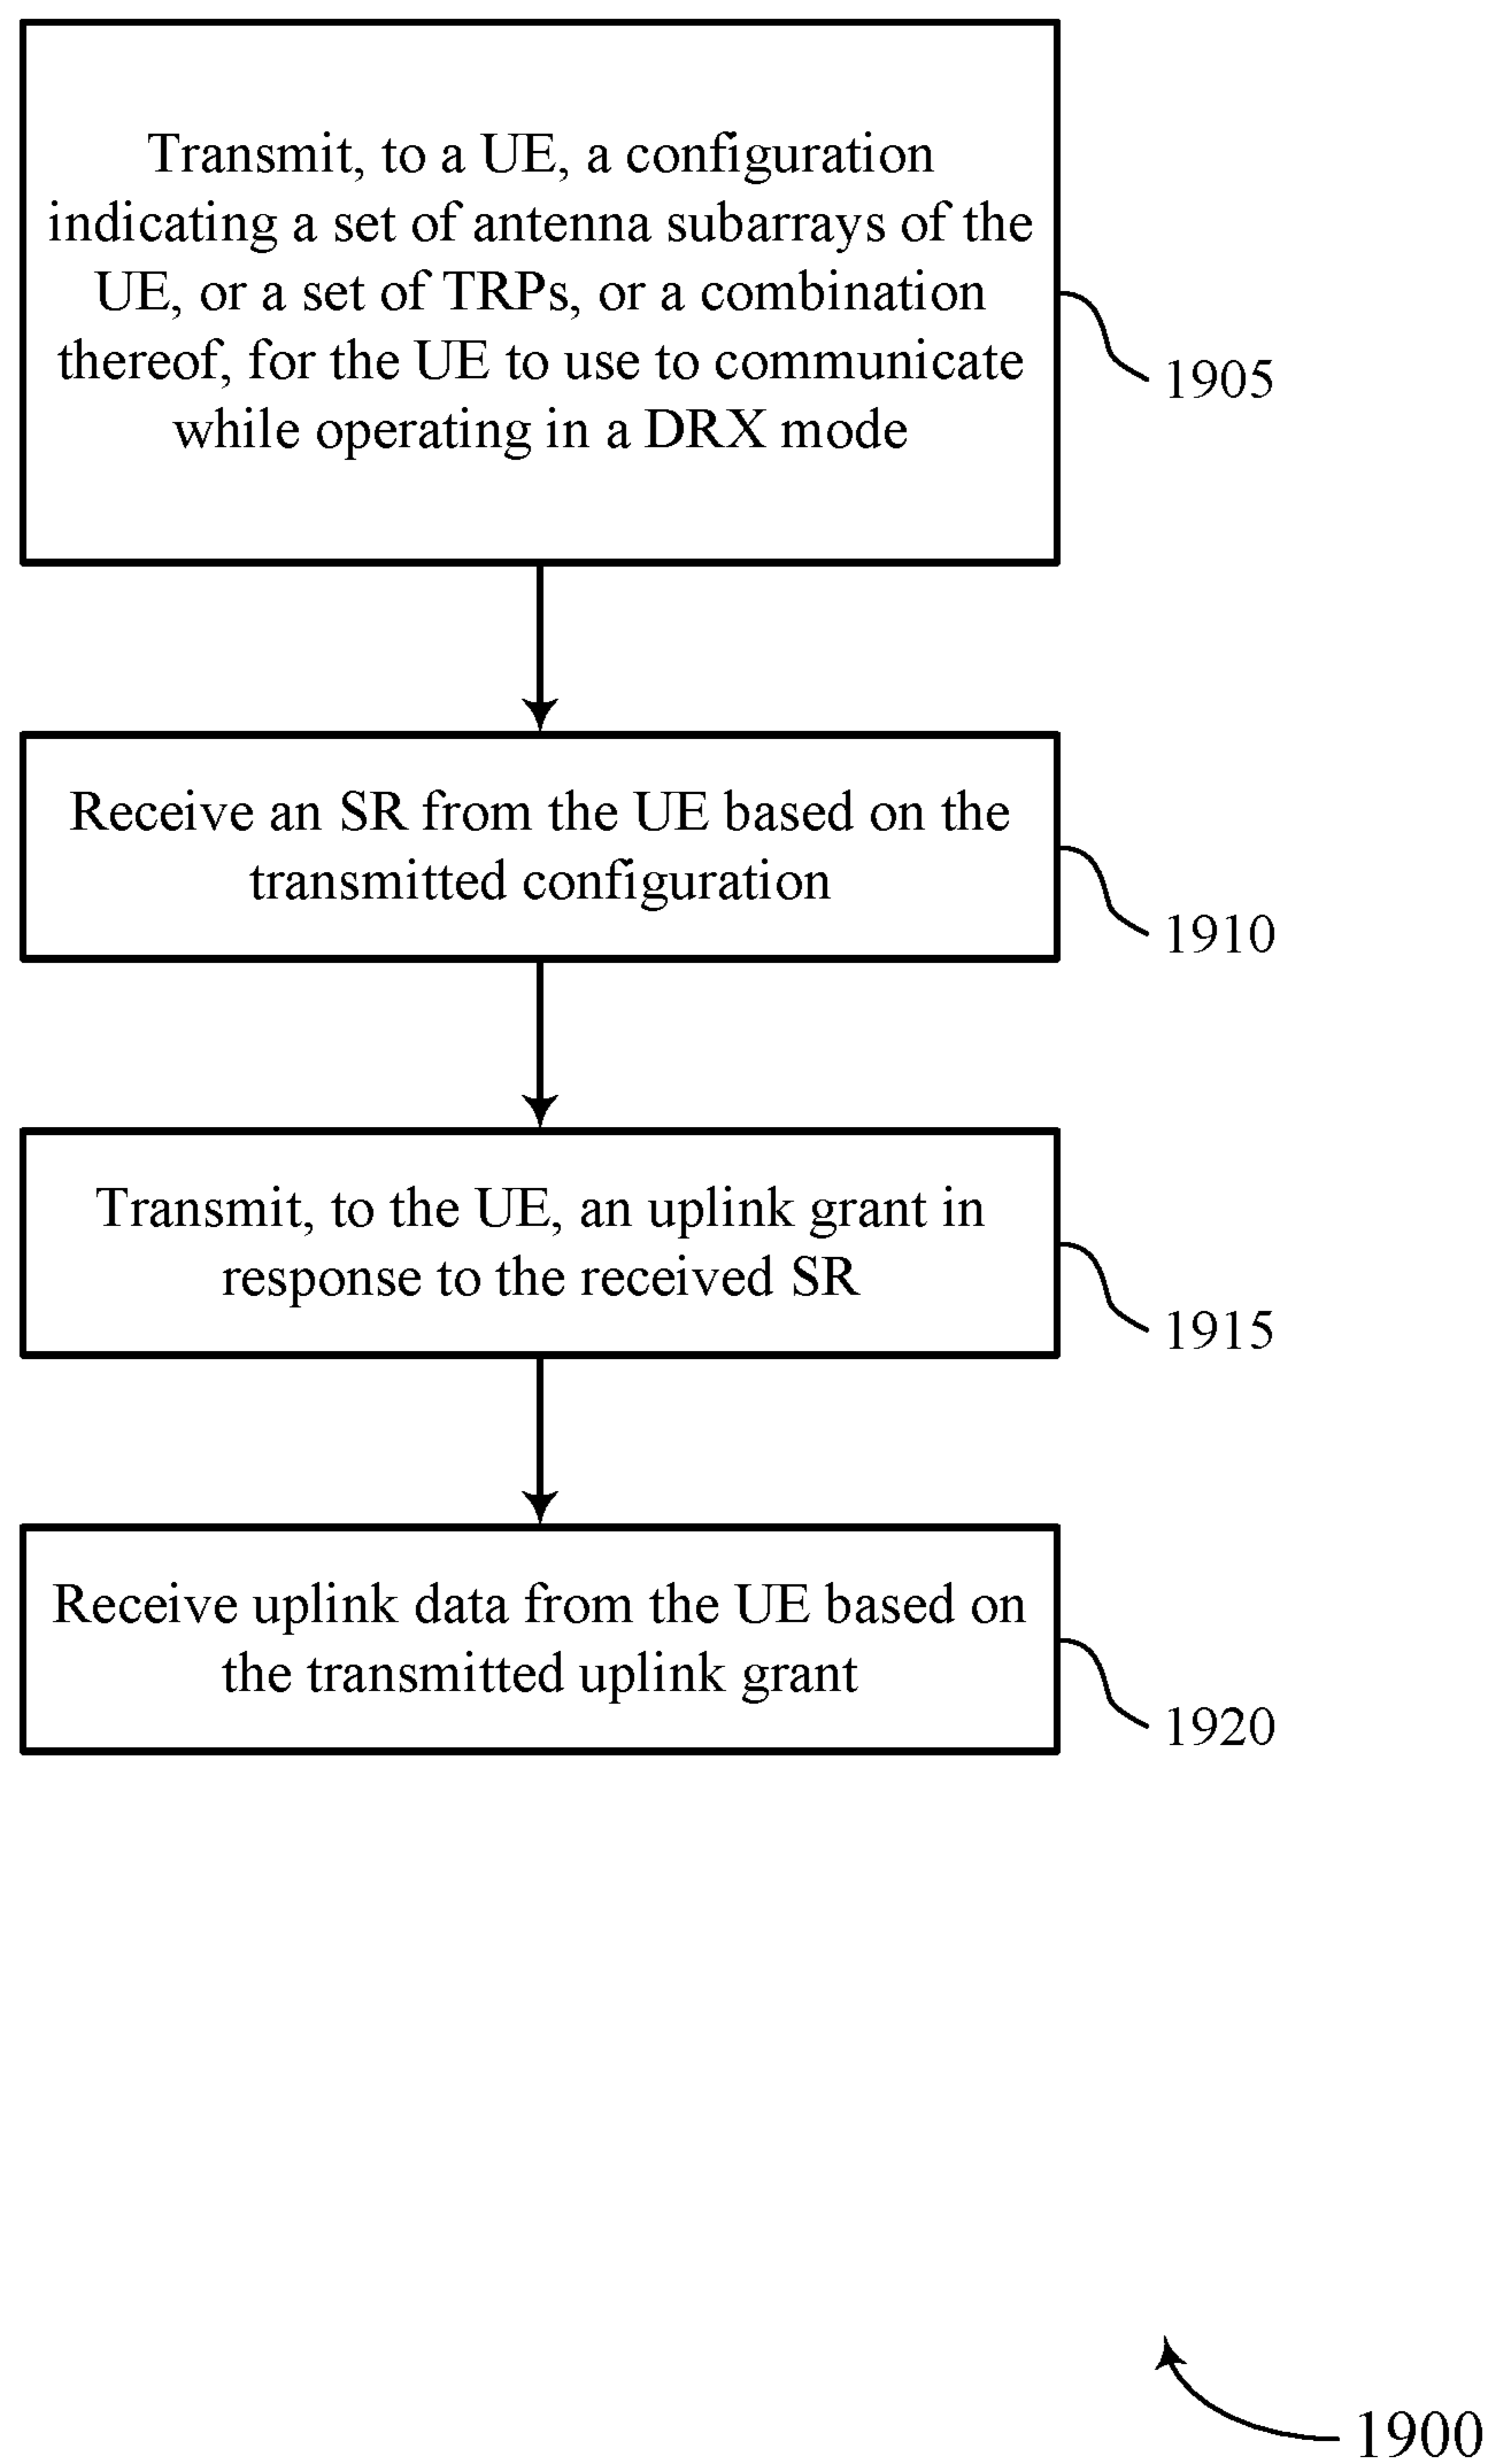 Transmit, to a UE, a configuration
indicating a set of antenna subarrays of the
UE, or a set of TRPs, or a combination
thereof, for the UE to use to communicate
while operating in a DRX mode
1905
Receive an SR from the UE based on the
transmitted configuration
1910
Transmit, to the UE, an uplink grant in
response to the received SR
1915
Receive uplink data from the UE based on
the transmitted uplink grant
1920
1900